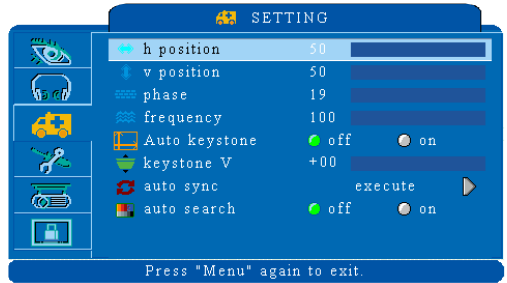 SETTING
h position 50
v position 50
phase 19
frequency 100
Auto keystone off on
keystone V +00
auto sync execute
auto search off on
Press "Menu" again to exit.